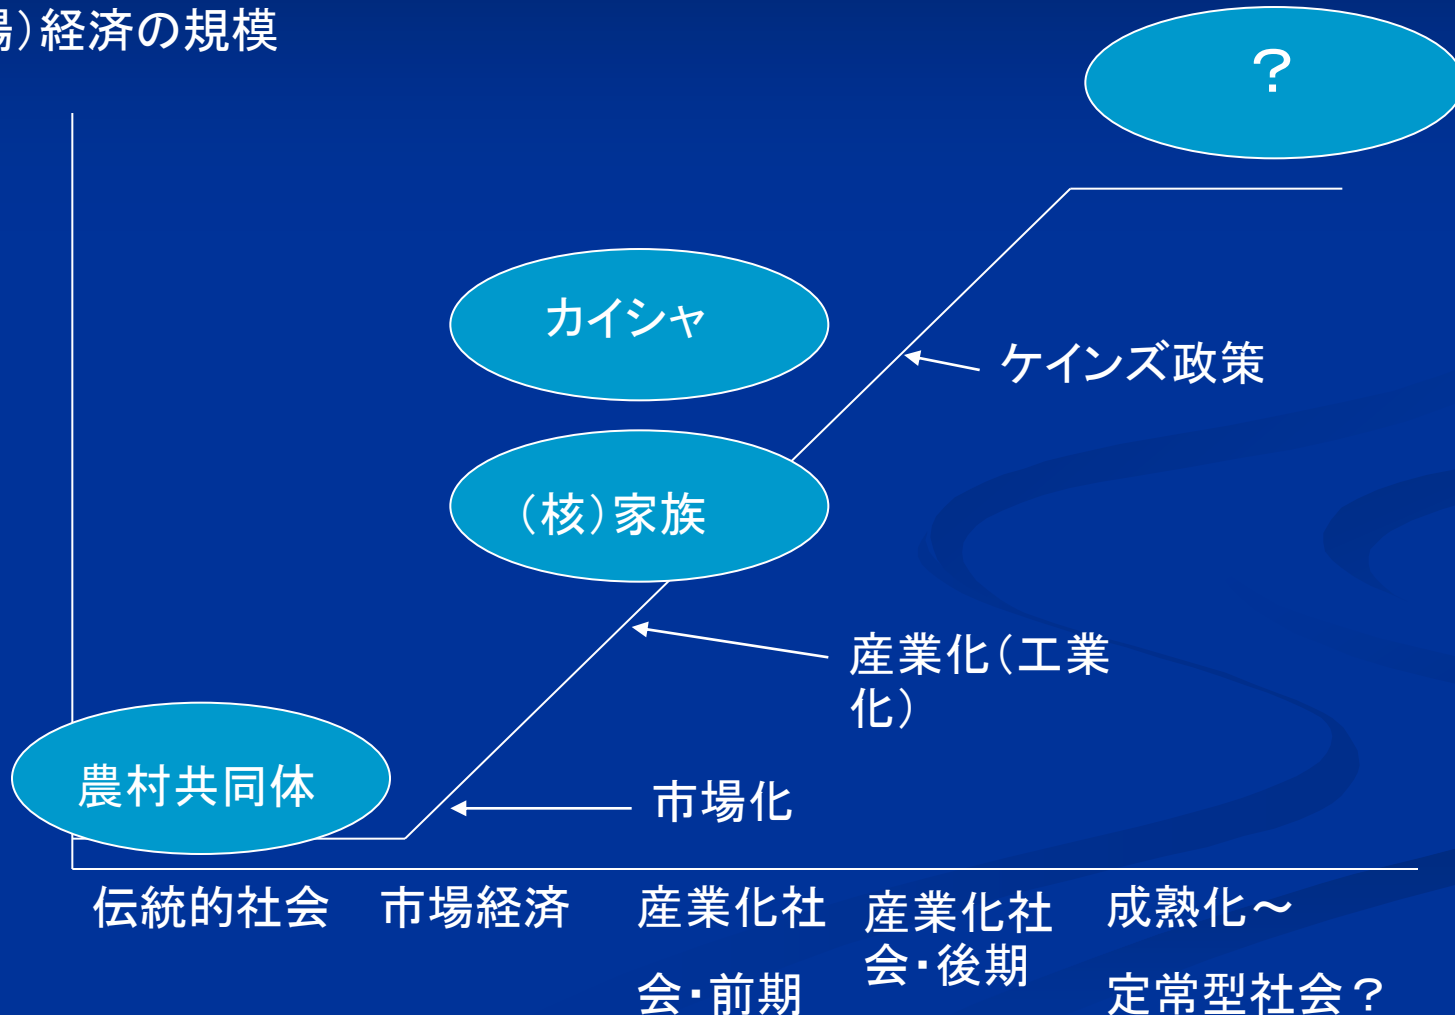 場）経済の規模
？
カイシャ
ケインズ政策
（核）家族
産業化（工業
化）
農村共同体
市場化
伝統的社会
市場経済
産業化社
会・前期
産業化社
会・後期
成熟化～
定常型社会？